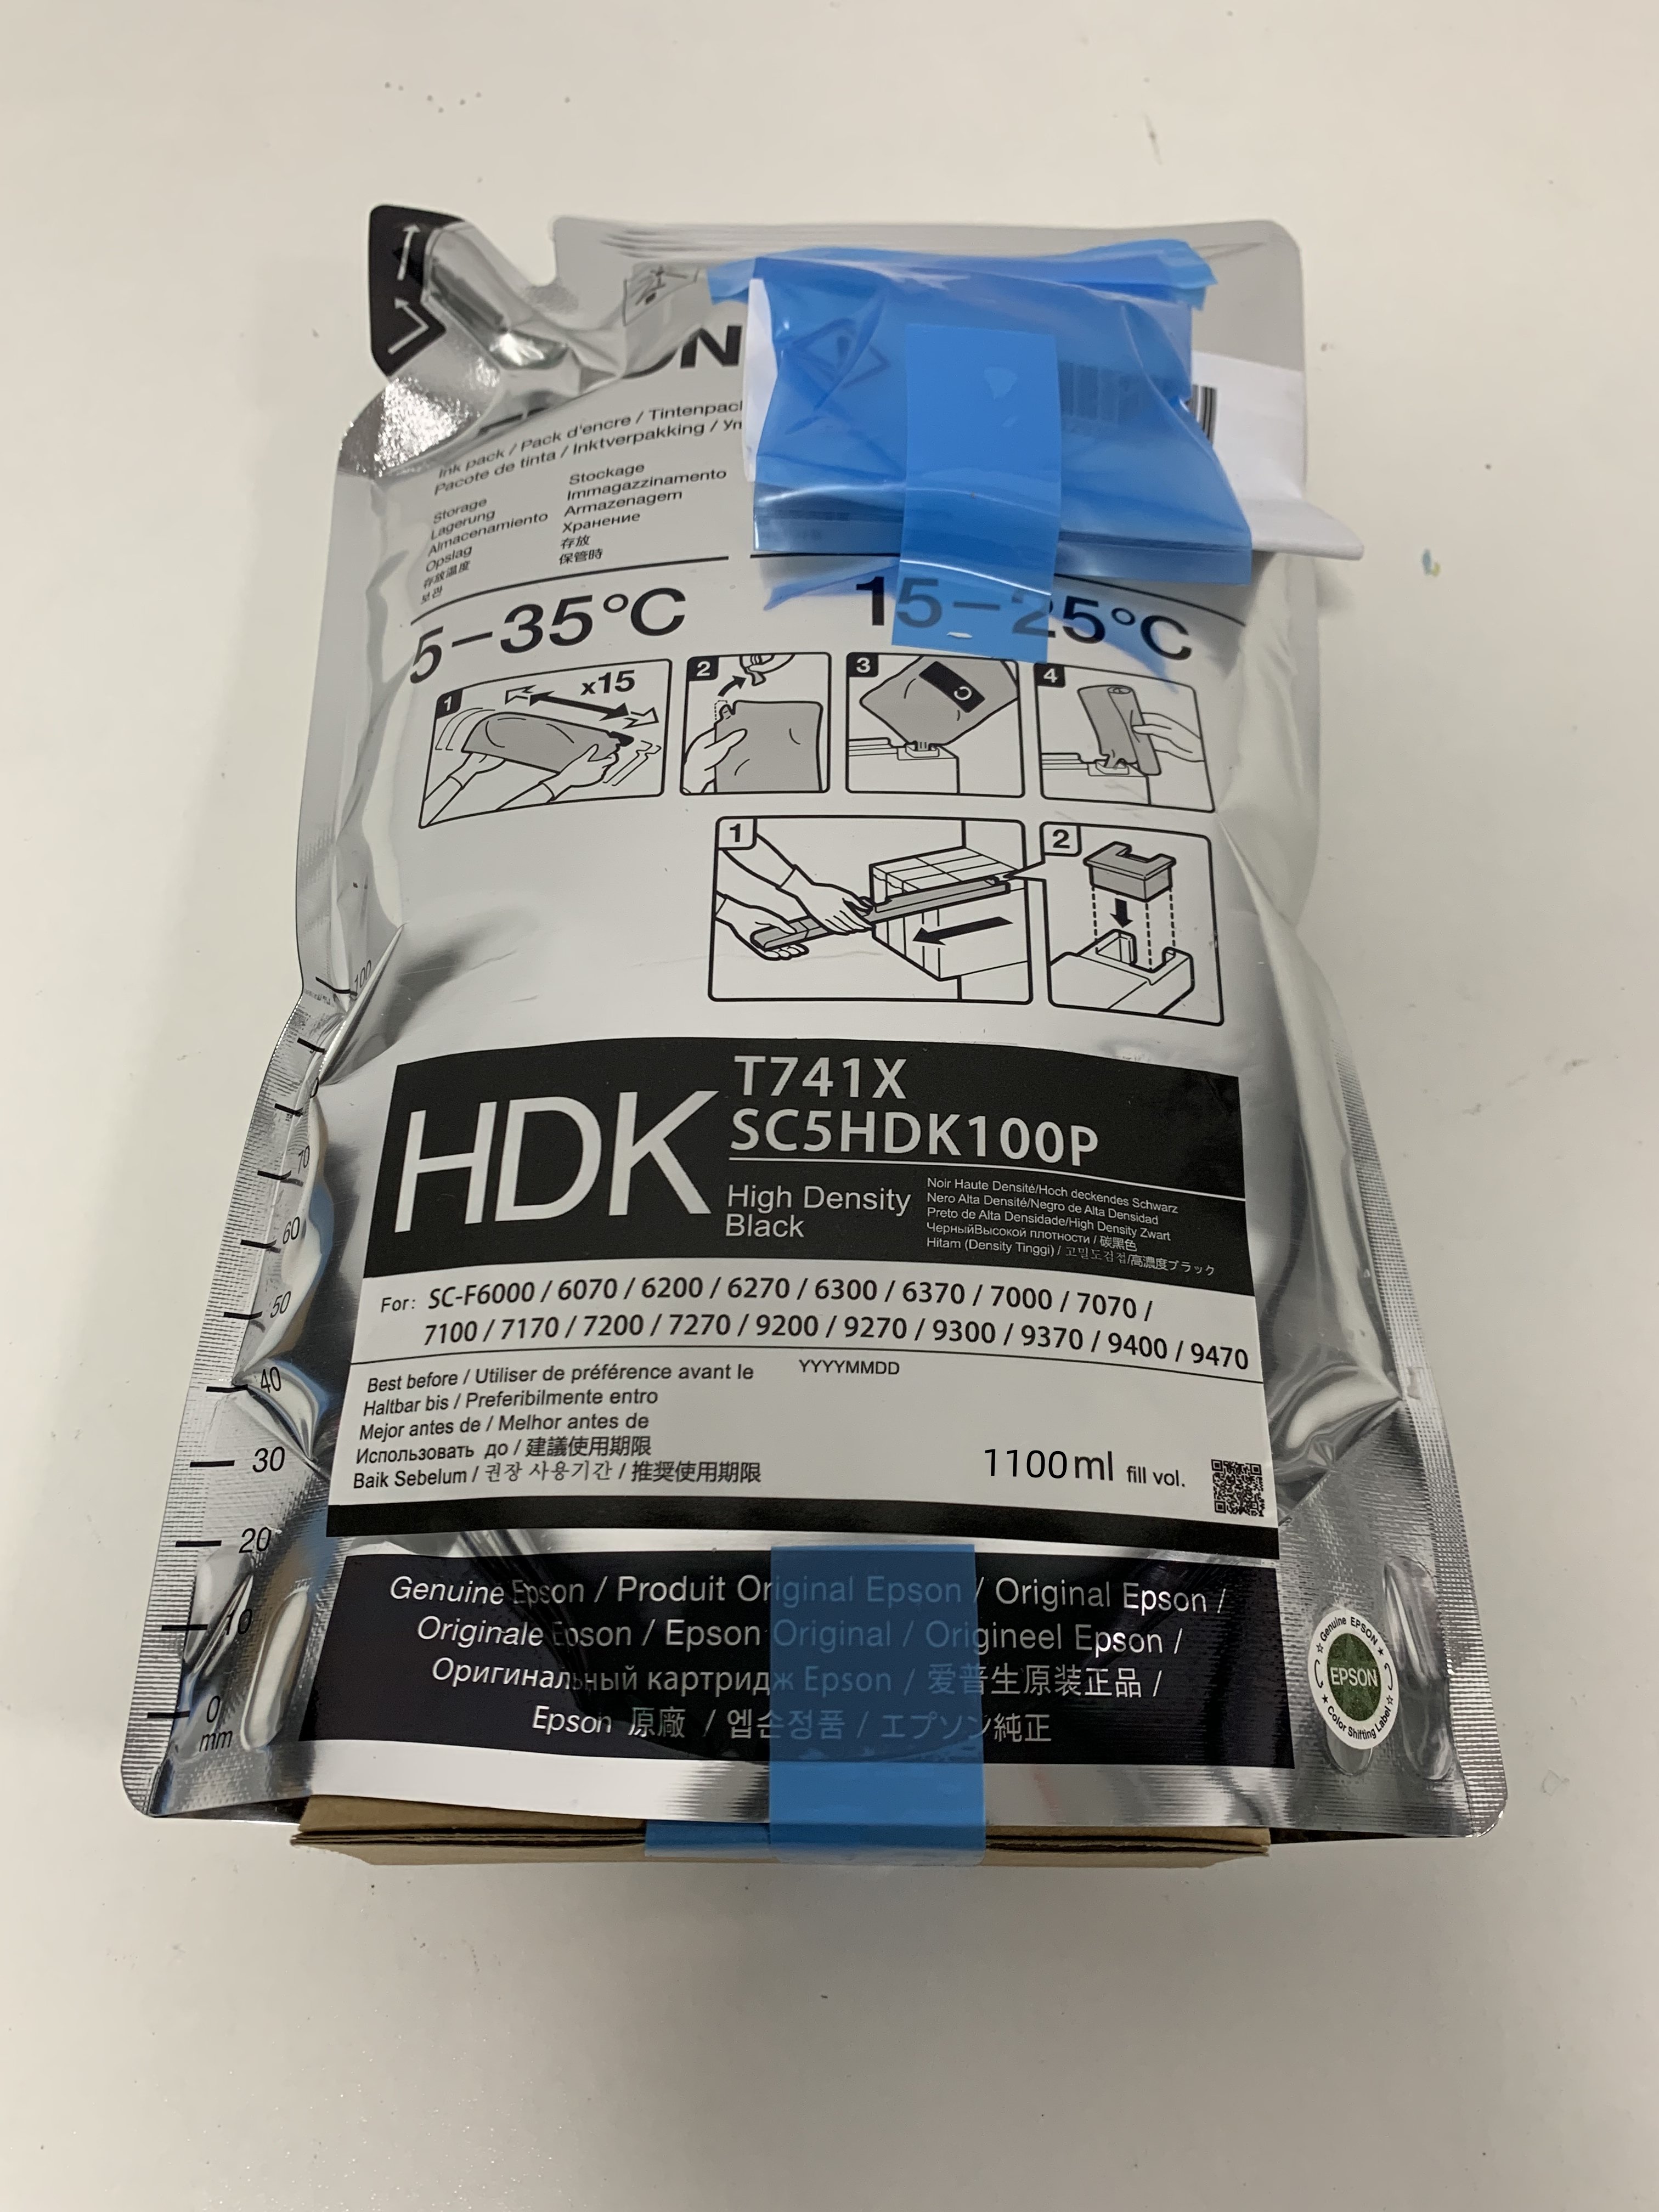 Ink pack / Pack d'encre / Tintenpack
Pacote de tinta / Inktverpakking /
Storage
Lagerung
Almacenamiento
Opslag
存放温度
보관
Stockage
Immagazzinamento
Armazenagem
Хранение
存放
保管時
5–35°C
15–25°C
1
x15
2
3
4
1
2
HDK
T741X
SC5HDK100P
High Density
Black
Noir Haute Densité/Hoch deckendes Schwarz
Nero Alta Densité/Negro de Alta Densidad
Preto de Alta Densidade/High Density Zwart
ЧерныйВысокой плотности / 碳黑色
Hitam (Density Tinggi) / 고밀도검정/高濃度ブラック
For: SC-F6000 / 6070 / 6200 / 6270 / 6300 / 6370 / 7000 / 7070 /
7100 / 7170 / 7200 / 7270 / 9200 / 9270 / 9300 / 9370 / 9400 / 9470
Best before / Utiliser de préférence avant le YYYYMMDD
Haltbar bis / Preferibilmente entro
Mejor antes de / Melhor antes de
Использовать до / 建議使用期限
Baik Sebelum / 권장 사용기간 / 推奨使用期限
1100ml fill vol.
Genuine Epson / Produit Original Epson / Original Epson /
Originale Epson / Epson Original / Origineel Epson /
Оригинальный картридж Epson / 爱普生原装正品 /
Epson 原廠 / 엡손정품 / エプソン純正
Genuine EPSON
EPSON
Color Shifting Label
100
70
60
50
40
30
20
10
0
mm